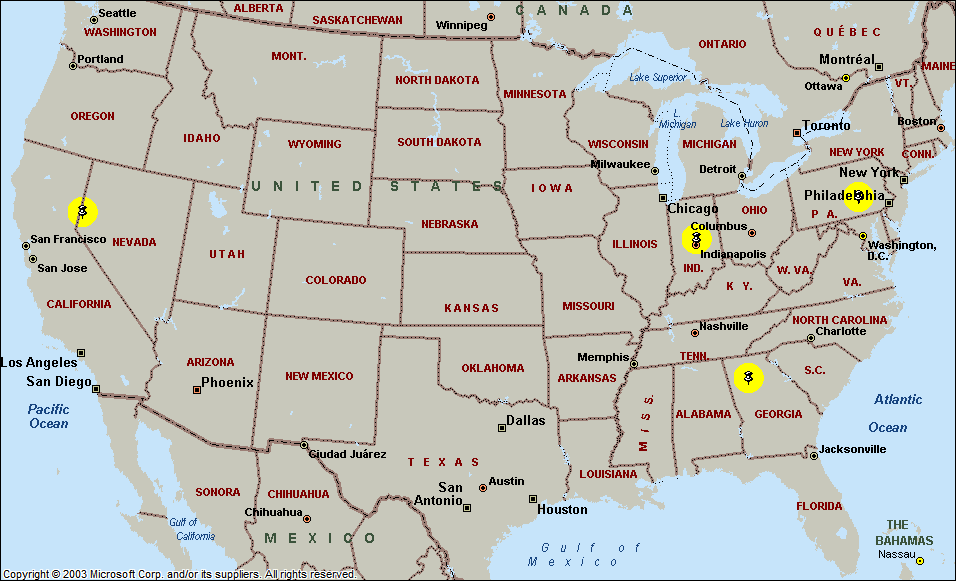 CANADA
ALBERTA
SASKATCHEWAN
Winnipeg
Seattle
WASHINGTON
ONTARIO
QUÉBEC
Portland
MONT.
NORTH DAKOTA
MINNESOTA
Lake Superior
Montréal
MAINE
Ottawa
VT.
OREGON
IDAHO
WYOMING
SOUTH DAKOTA
WISCONSIN
L.
Michigan
MICHIGAN
Lake Huron
Toronto
Boston
NEW YORK
CONN.
Milwaukee
Detroit
New York
UNITED STATES
IOWA
Chicago
OHIO
Philadelphia
PA.
NEBRASKA
Columbus
San Francisco
NEVADA
UTAH
ILLINOIS
Indianapolis
Washington,
D.C.
San Jose
COLORADO
IND.
W. VA.
VA.
KY.
CALIFORNIA
KANSAS
MISSOURI
NORTH CAROLINA
Nashville
Charlotte
Los Angeles
ARIZONA
NEW MEXICO
OKLAHOMA
Memphis
TENN.
San Diego
Phoenix
ARKANSAS
S.C.
Pacific
Ocean
Dallas
MISS.
ALABAMA
GEORGIA
Atlantic
Ocean
Ciudad Juárez
TEXAS
LOUISIANA
Jacksonville
SONORA
CHIHUAHUA
San
Antonio
Austin
Houston
FLORIDA
Chihuahua
Gulf of
California
MEXICO
Gulf of
Mexico
THE
BAHAMAS
Nassau
Copyright © 2003 Microsoft Corp. and/or its suppliers. All rights reserved.